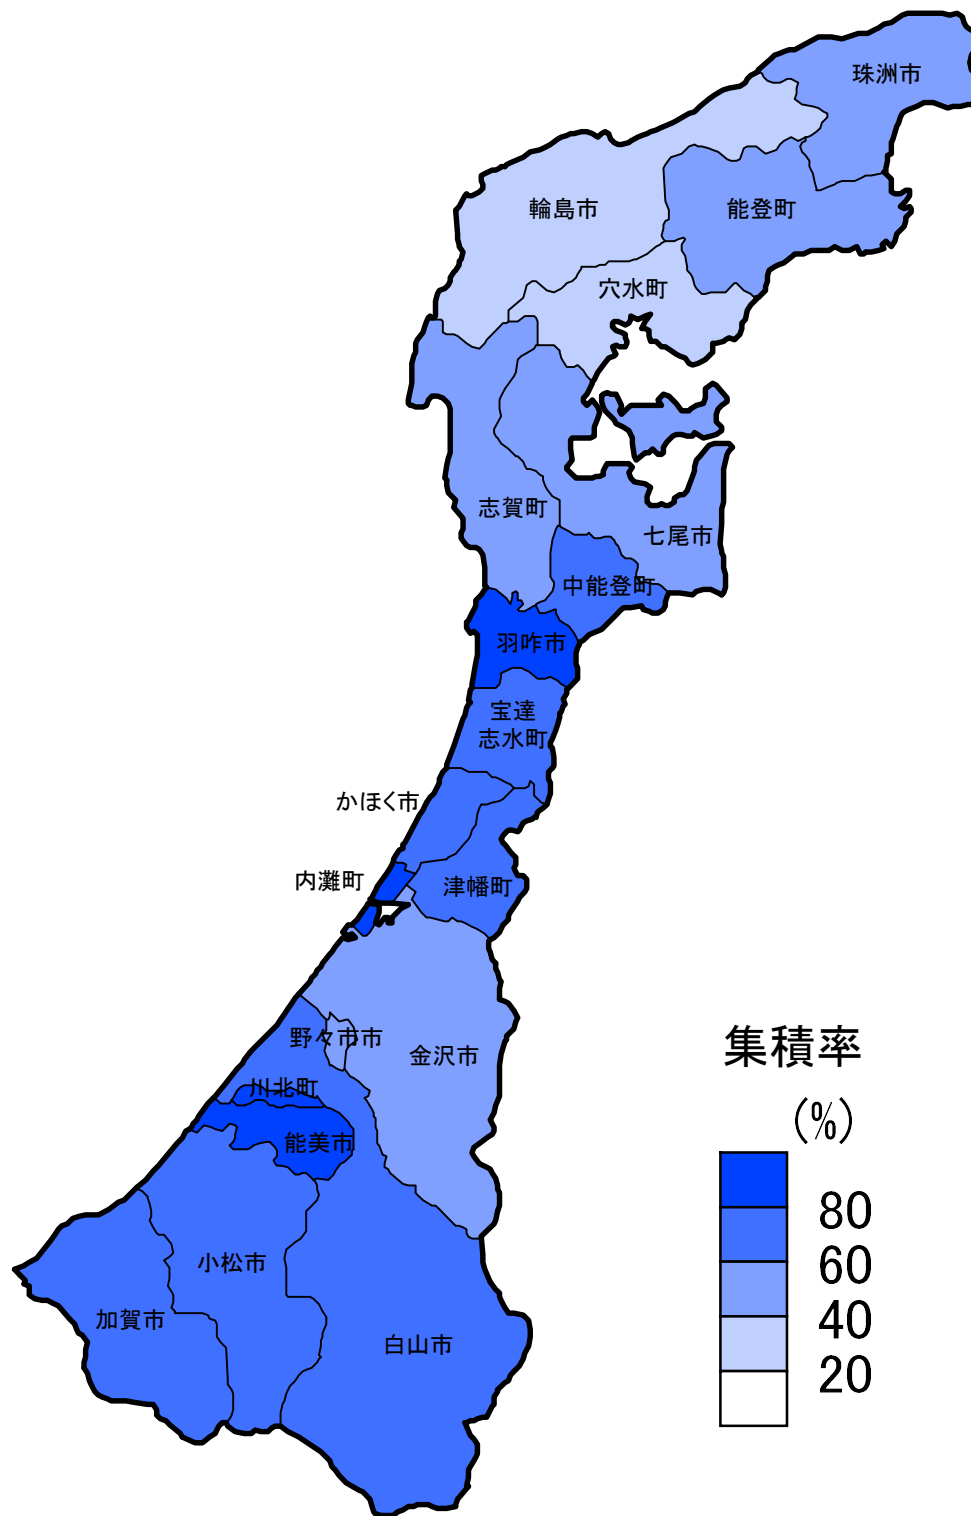 珠洲市
輪島市
能登町
穴水町
志賀町
七尾市
中能登町
羽咋市
宝達
志水町
かほく市
内灘町
津幡町
野々市市
金沢市
川北町
能美市
小松市
加賀市
白山市
集積率
(%)
80
60
40
20